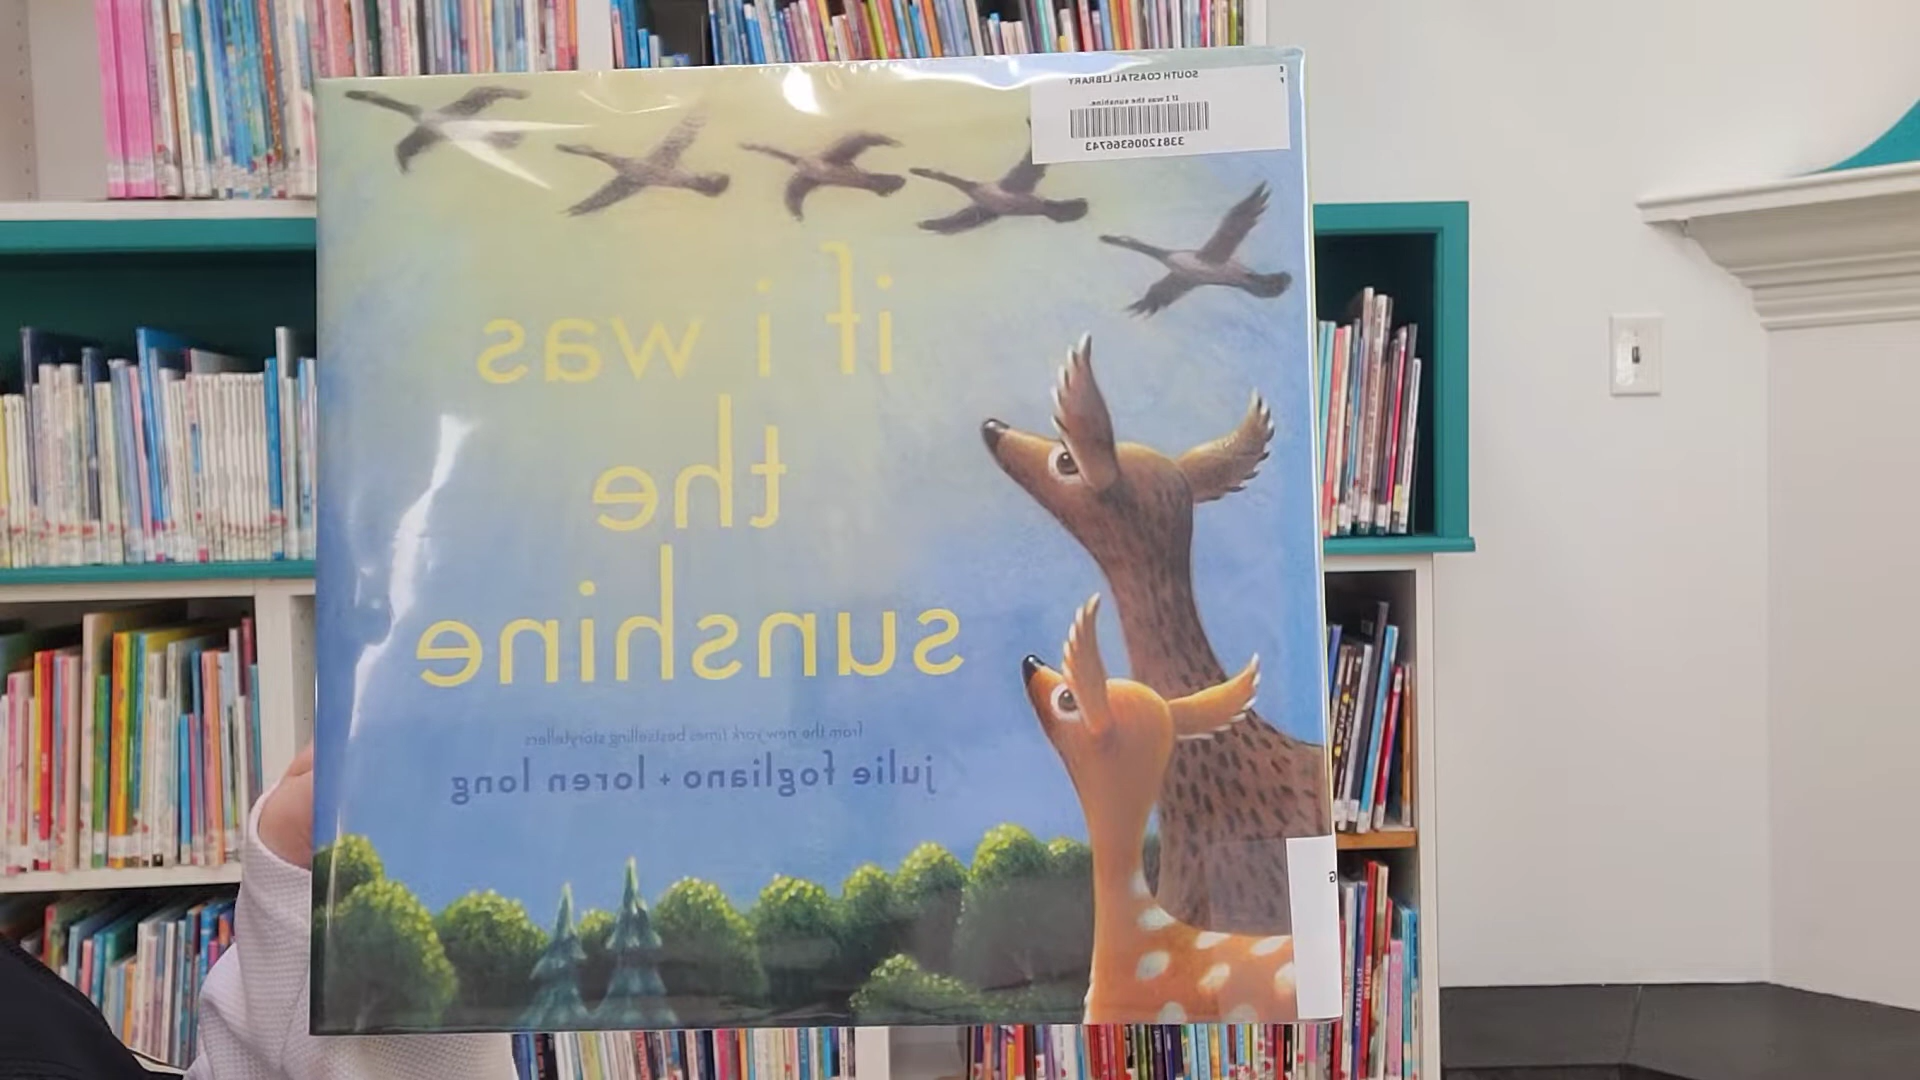 SOUTH COASTAL LIBRARY
If I was the sunshine.
33812006366743
if i was
the
sunshine
from the new york times bestselling storytellers
julie fogliano + loren long
G